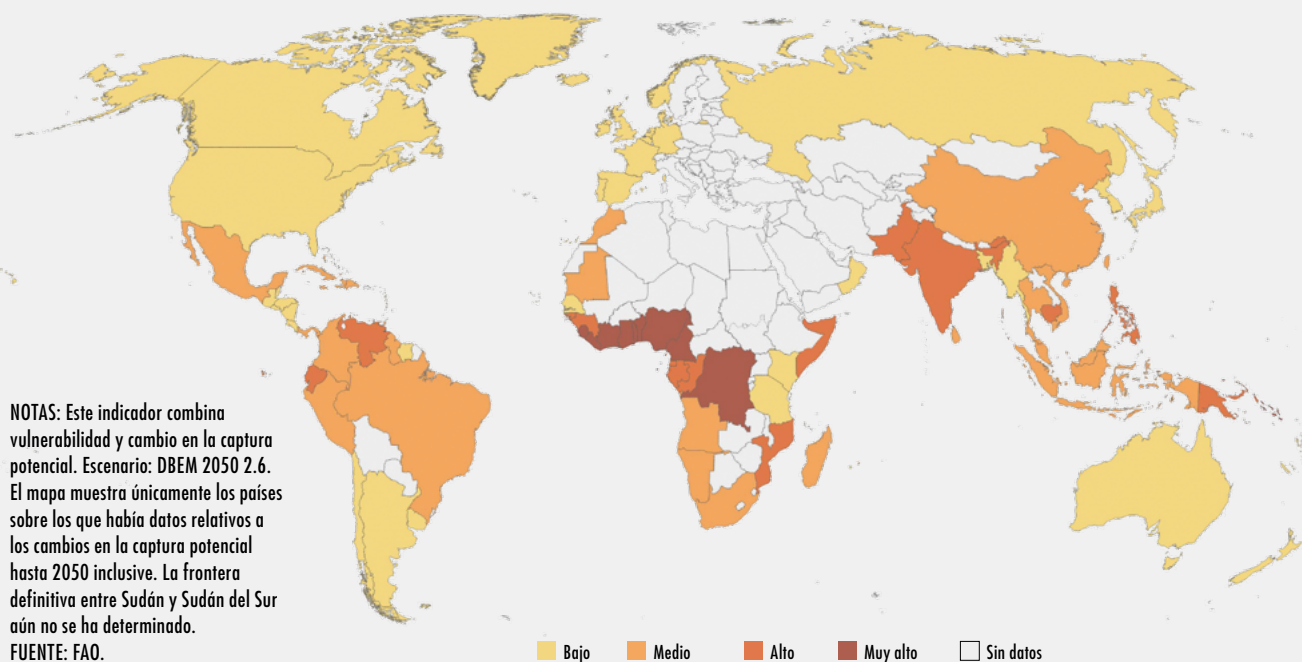 NOTAS: Este indicador combina
vulnerabilidad y cambio en la captura
potencial. Escenario: DBEM 2050 2.6.
El mapa muestra únicamente los países
sobre los que había datos relativos a
los cambios en la captura potencial
hasta 2050 inclusive. La frontera
definitiva entre Sudán y Sudán del Sur
aún no se ha determinado.
FUENTE: FAO.
Bajo Medio Alto Muy alto Sin datos